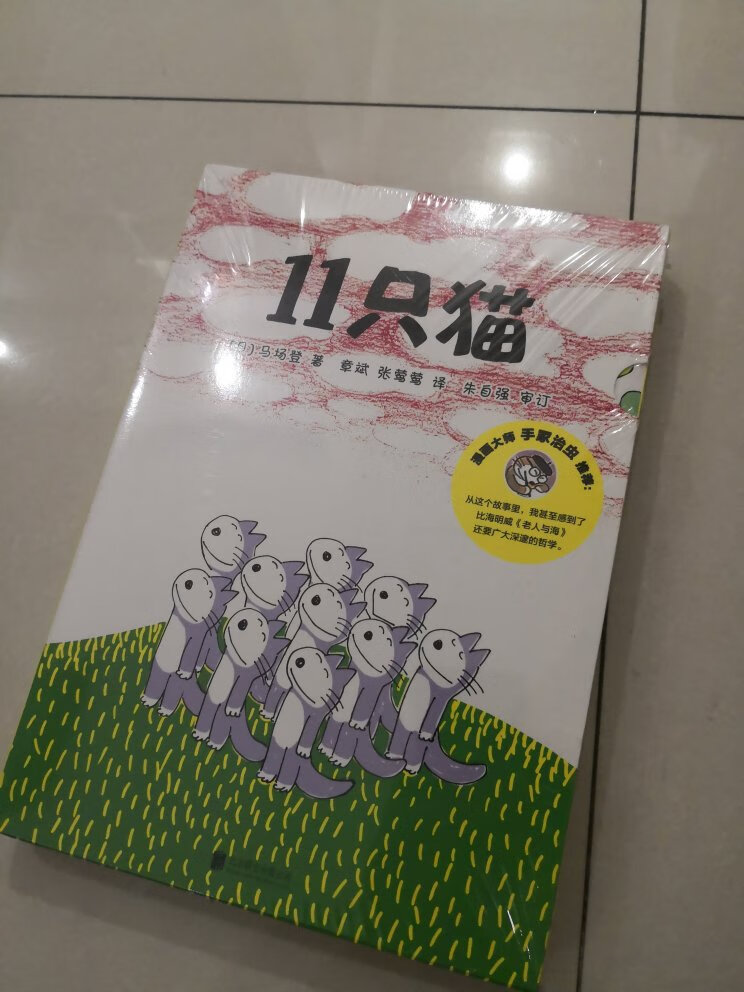 11只猫
(日)马场登 著 章斌 张莺莺 译 朱自强 审订
漫画大师 手冢治虫 推荐:
从这个故事里，我甚至感到了
比海明威《老人与海》
还要广大深邃的哲学。